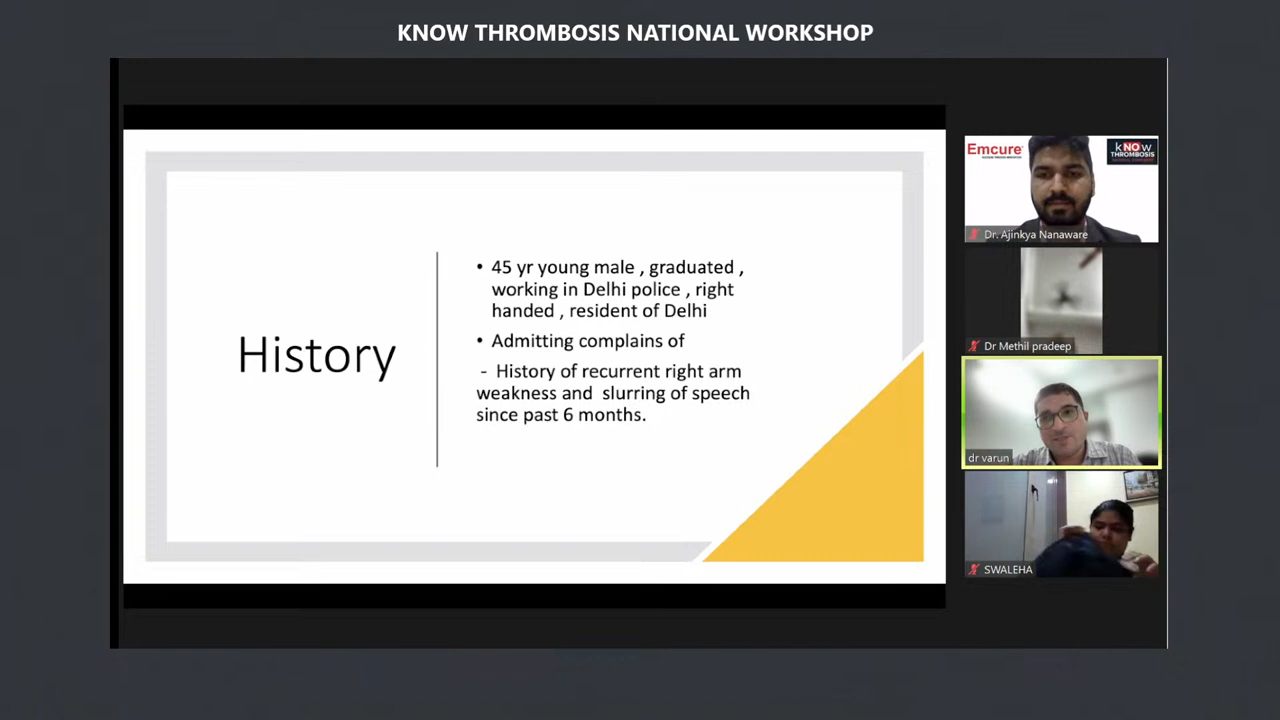 KNOW THROMBOSIS NATIONAL WORKSHOP
History
• 45 yr young male , graduated ,
working in Delhi police , right
handed , resident of Delhi
• Admitting complains of
- History of recurrent right arm
weakness and slurring of speech
since past 6 months.
Emcure
kNOw
THROMBOSIS
Dr. Ajinkya Nanaware
Dr Methil pradeep
dr varun
SWALEHA